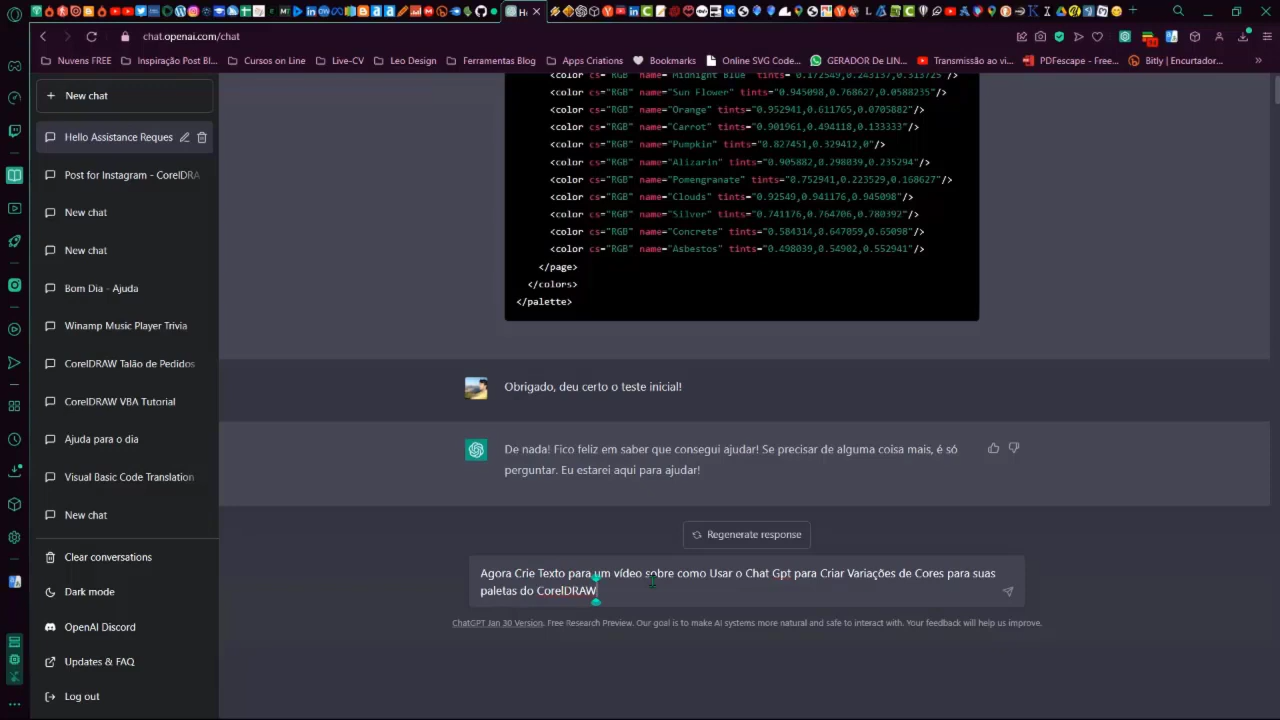 chat.openai.com/chat
Nuvens FREE
Inspiração Post Bl...
Cursos on Line
Live-CV
Leo Design
Ferramentas Blog
Apps Criations
Bookmarks
Online SVG Code...
GERADOR De LIN...
Transmissão ao vi...
PDFescape - Free...
Bitly | Encurtador...
New chat
Hello Assistance Reques
Post for Instagram - CorelDRA
New chat
New chat
Bom Dia - Ajuda
Winamp Music Player Trivia
CorelDRAW Talão de Pedidos
CorelDRAW VBA Tutorial
Ajuda para o dia
Visual Basic Code Translation
New chat
Clear conversations
Dark mode
OpenAI Discord
Updates & FAQ
Log out
<color cs="RGB" name="Midnight Blue" tints="0.172549,0.243137,0.313725"/>
<color cs="RGB" name="Sun Flower" tints="0.945098,0.768627,0.0588235"/>
<color cs="RGB" name="Orange" tints="0.952941,0.611765,0.0705882"/>
<color cs="RGB" name="Carrot" tints="0.901961,0.494118,0.133333"/>
<color cs="RGB" name="Pumpkin" tints="0.827451,0.329412,0"/>
<color cs="RGB" name="Alizarin" tints="0.905882,0.298039,0.235294"/>
<color cs="RGB" name="Pomengranate" tints="0.752941,0.223529,0.168627"/>
<color cs="RGB" name="Clouds" tints="0.92549,0.941176,0.945098"/>
<color cs="RGB" name="Silver" tints="0.741176,0.764706,0.780392"/>
<color cs="RGB" name="Concrete" tints="0.584314,0.647059,0.65098"/>
<color cs="RGB" name="Asbestos" tints="0.498039,0.54902,0.552941"/>
</page>
</colors>
</palette>
Obrigado, deu certo o teste inicial!
De nada! Fico feliz em saber que consegui ajudar! Se precisar de alguma coisa mais, é só
perguntar. Eu estarei aqui para ajudar!
Regenerate response
Agora Crie Texto para um vídeo sobre como Usar o Chat Gpt para Criar Variações de Cores para suas
paletas do CorelDRAW
ChatGPT Jan 30 Version. Free Research Preview. Our goal is to make AI systems more natural and safe to interact with. Your feedback will help us improve.